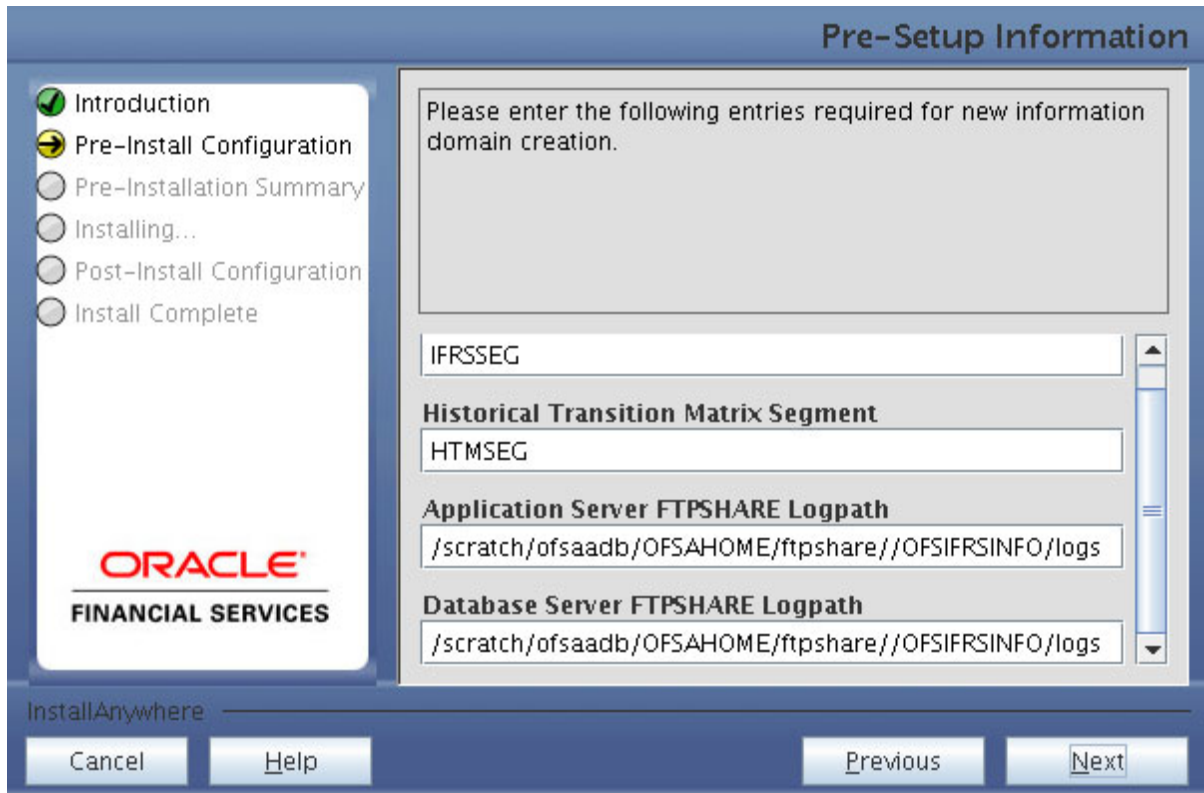 Pre-Setup Information
Introduction
Pre-Install Configuration
Pre-Installation Summary
Installing...
Post-Install Configuration
Install Complete
ORACLE
FINANCIAL SERVICES
Please enter the following entries required for new information
domain creation.
IFRSSEG
Historical Transition Matrix Segment
HTMSEG
Application Server FTPSHARE Logpath
/scratch/ofsaadb/OFSAHOME/ftpshare//OFSIFRSINFO/logs
Database Server FTPSHARE Logpath
/scratch/ofsaadb/OFSAHOME/ftpshare//OFSIFRSINFO/logs
InstallAnywhere
Cancel
Help
Previous
Next